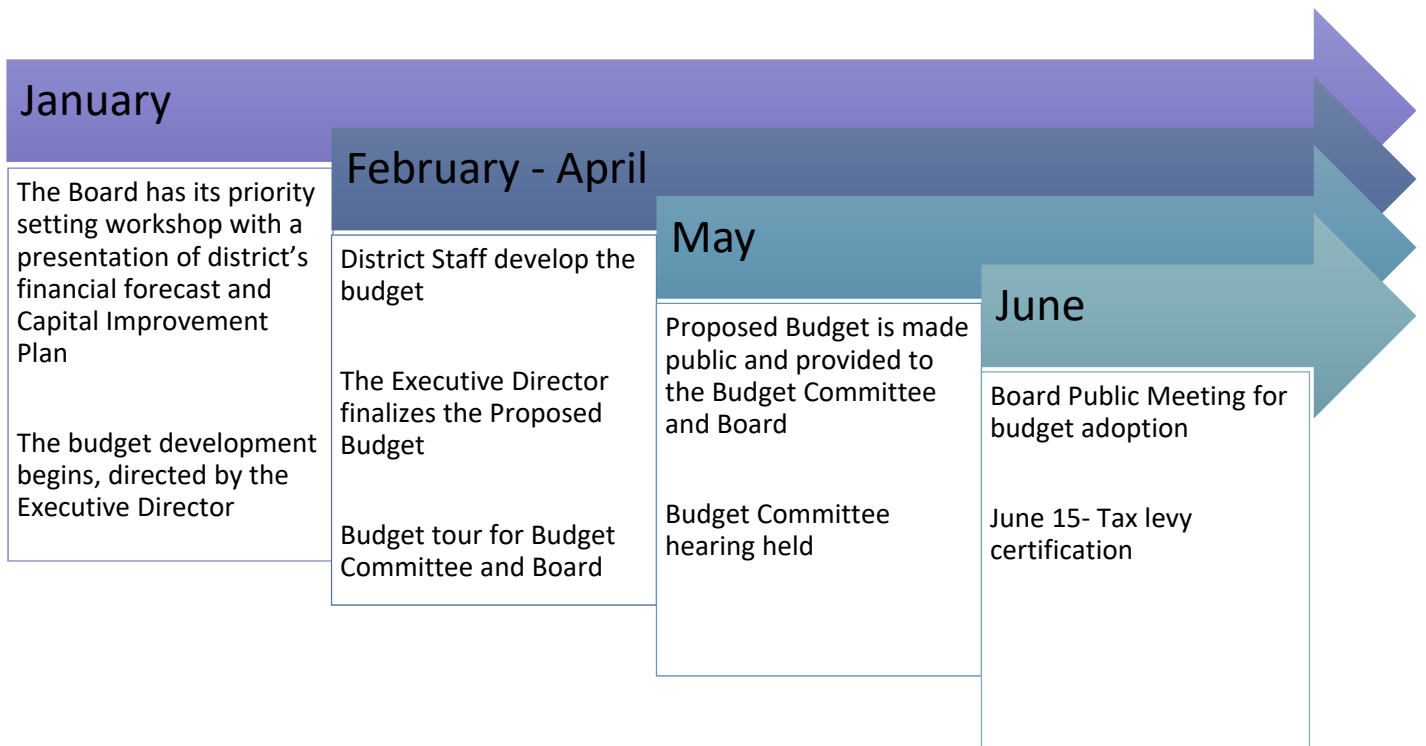 January
The Board has its priority
setting workshop with a
presentation of district’s
financial forecast and
Capital Improvement
Plan
The budget development
begins, directed by the
Executive Director
February - April
District Staff develop the
budget
The Executive Director
finalizes the Proposed
Budget
Budget tour for Budget
Committee and Board
May
Proposed Budget is made
public and provided to
the Budget Committee
and Board
Budget Committee
hearing held
June
Board Public Meeting for
budget adoption
June 15- Tax levy
certification